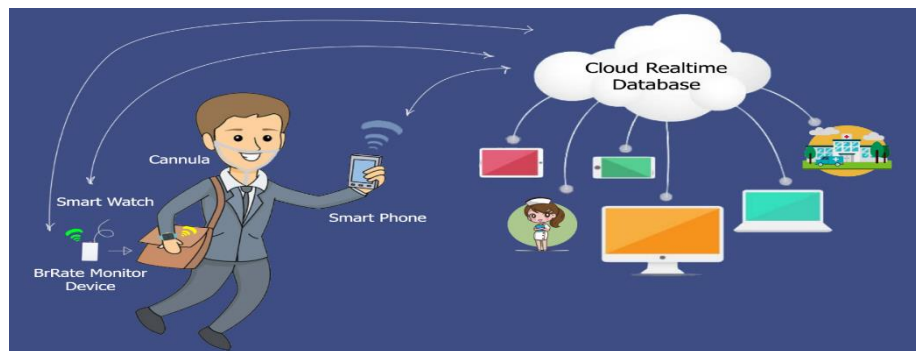 Cloud Realtime
Database
Cannula
Smart Watch
Smart Phone
BrRate Monitor
Device